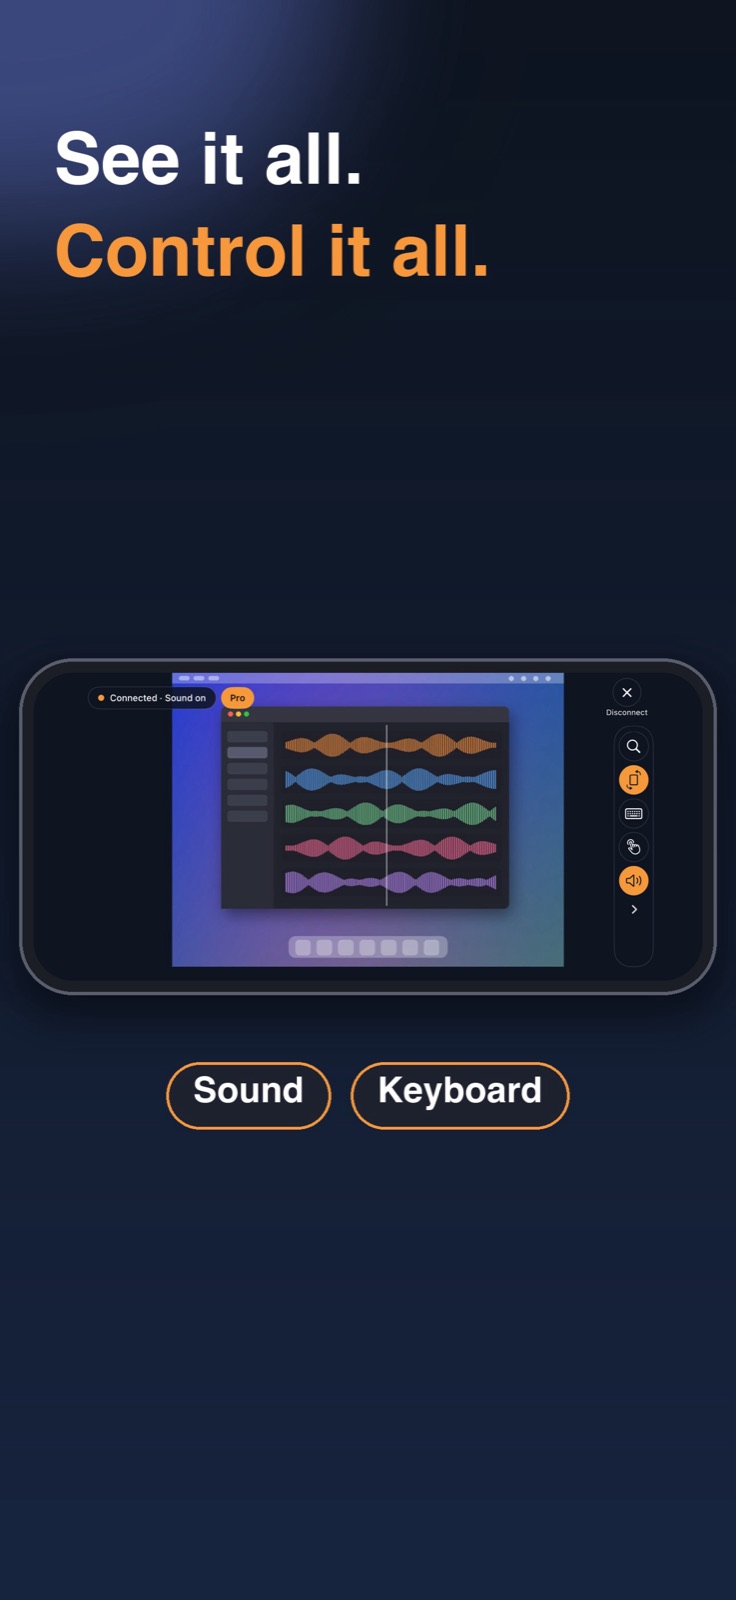 See it all.
Control it all.
Connected · Sound on
Pro
Disconnect
Sound
Keyboard